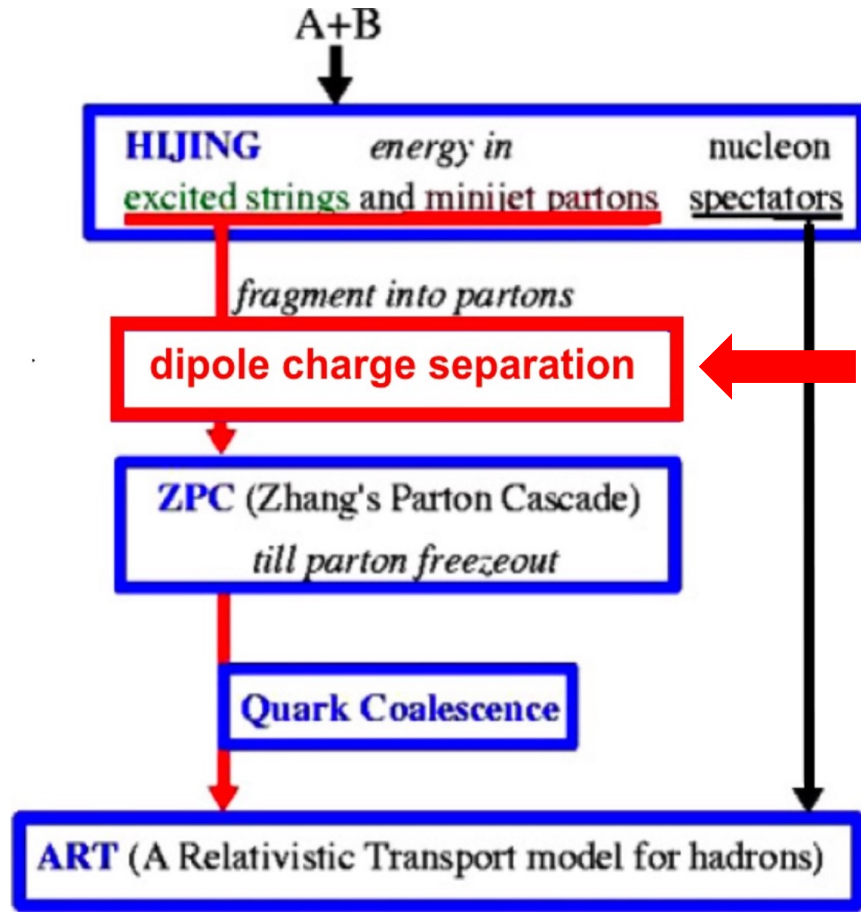 A+B
HIJING energy in nucleon
excited strings and minijet partons spectators
fragment into partons
dipole charge separation
ZPC (Zhang's Parton Cascade)
till parton freezeout
Quark Coalescence
ART (A Relativistic Transport model for hadrons)